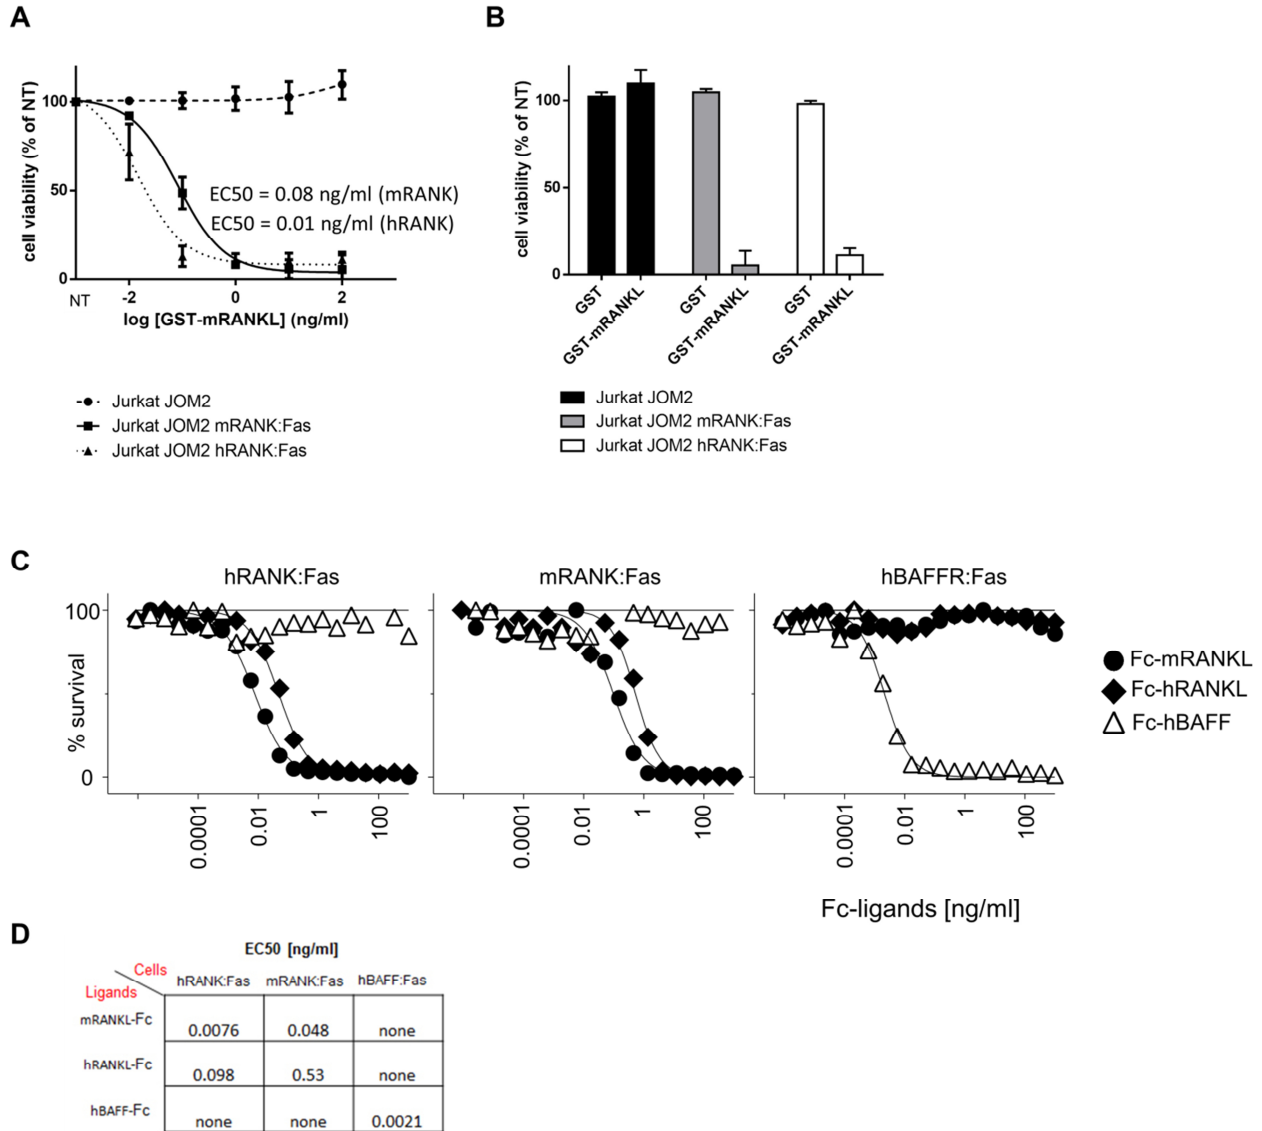 A
B
cell viability (% of NT)
100
50
0
EC50 = 0.08 ng/ml (mRANK)
EC50 = 0.01 ng/ml (hRANK)
NT
-2
0
2
log [GST-mRANKL] (ng/ml)
Jurkat JOM2
Jurkat JOM2 mRANK:Fas
Jurkat JOM2 hRANK:Fas
cell viability (% of NT)
100
50
0
GST
GST-mRANKL
GST
GST-mRANKL
GST
GST-mRANKL
Jurkat JOM2
Jurkat JOM2 mRANK:Fas
Jurkat JOM2 hRANK:Fas
C
hRANK:Fas
mRANK:Fas
hBAFFR:Fas
% survival
100
0
0.0001
0.01
1
100
0.0001
0.01
1
100
0.0001
0.01
1
100
Fc-mRANKL
Fc-hRANKL
Fc-hBAFF
Fc-ligands [ng/ml]
D
EC50 [ng/ml]
Cells
Ligands
hRANK:Fas mRANK:Fas hBAFF:Fas
mRANKL-Fc 0.0076 0.048 none
hRANKL-Fc 0.098 0.53 none
hBAFF-Fc none none 0.0021